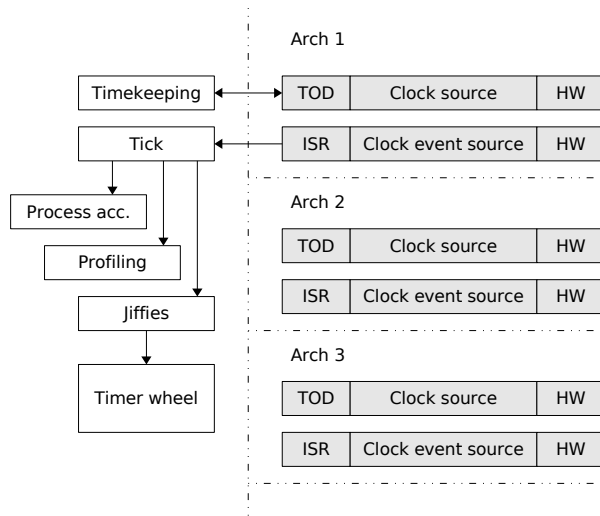 Arch 1
Timekeeping TOD Clock source HW
Tick ISR Clock event source HW
Process acc.
Profiling
Jiffies
Timer wheel
Arch 2
TOD Clock source HW
ISR Clock event source HW
Arch 3
TOD Clock source HW
ISR Clock event source HW